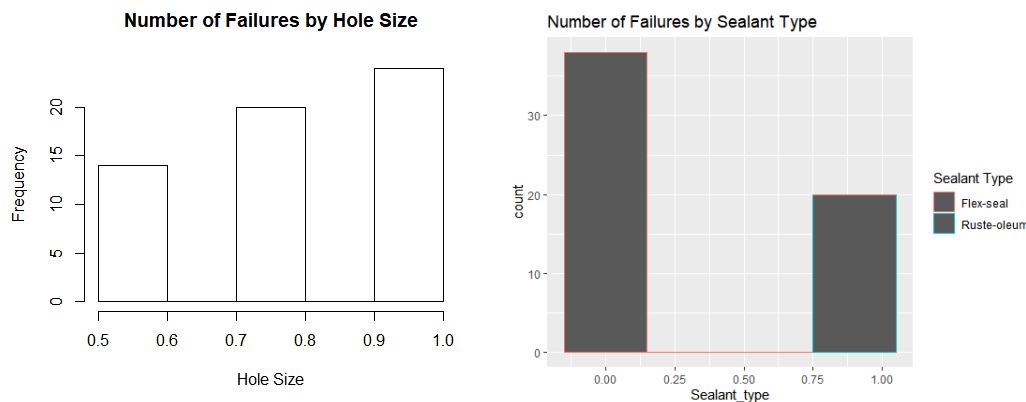 Number of Failures by Hole Size
Frequency
20
15
10
5
0
0.5 0.6 0.7 0.8 0.9 1.0
Hole Size
Number of Failures by Sealant Type
count
30
20
10
0
0.00 0.25 0.50 0.75 1.00
Sealant_type
Sealant Type
Flex-seal
Ruste-oleum